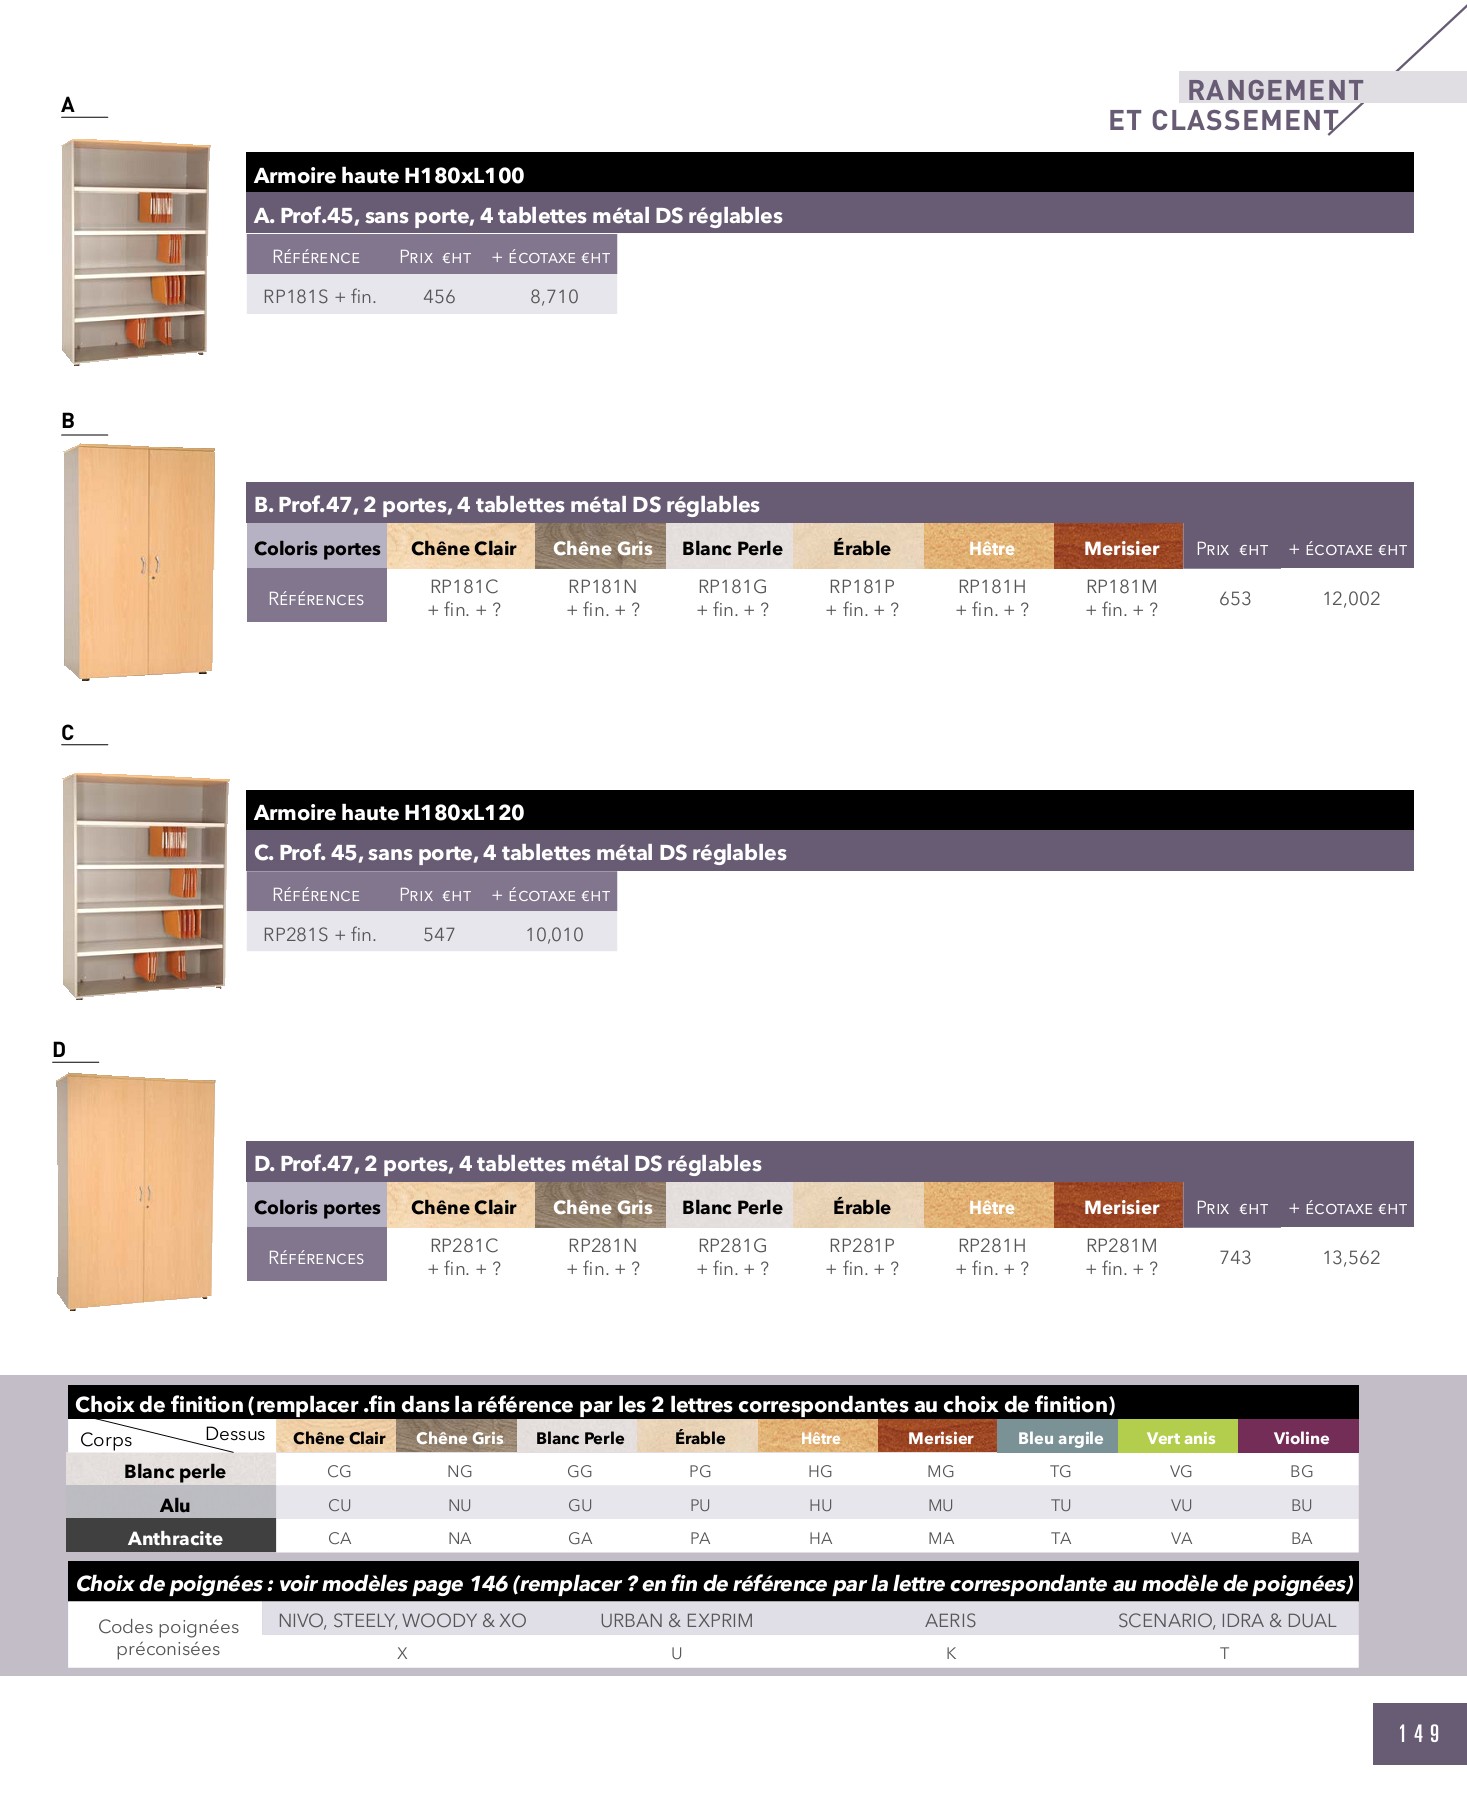 RANGEMENT
ET CLASSEMENT
A
Armoire haute H180xL100
A. Prof.45, sans porte, 4 tablettes métal DS réglables
Référence Prix €ht + écotaxe €ht
RP181S + fin. 456 8,710
B
B. Prof.47, 2 portes, 4 tablettes métal DS réglables
Coloris portes Chêne Clair Chêne Gris Blanc Perle Érable Hêtre Merisier Prix €ht + écotaxe €ht
Références RP181C RP181N RP181G RP181P RP181H RP181M 653 12,002
+ fin. + ? + fin. + ? + fin. + ? + fin. + ? + fin. + ? + fin. + ?
C
Armoire haute H180xL120
C. Prof. 45, sans porte, 4 tablettes métal DS réglables
Référence Prix €ht + écotaxe €ht
RP281S + fin. 547 10,010
D
D. Prof.47, 2 portes, 4 tablettes métal DS réglables
Coloris portes Chêne Clair Chêne Gris Blanc Perle Érable Hêtre Merisier Prix €ht + écotaxe €ht
Références RP281C RP281N RP281G RP281P RP281H RP281M 743 13,562
+ fin. + ? + fin. + ? + fin. + ? + fin. + ? + fin. + ? + fin. + ?
Choix de finition (remplacer .fin dans la référence par les 2 lettres correspondantes au choix de finition)
Corps Dessus Chêne Clair Chêne Gris Blanc Perle Érable Hêtre Merisier Bleu argile Vert anis Violine
Blanc perle CG NG GG PG HG MG TG VG BG
Alu CU NU GU PU HU MU TU VU BU
Anthracite CA NA GA PA HA MA TA VA BA
Choix de poignées : voir modèles page 146 (remplacer ? en fin de référence par la lettre correspondante au modèle de poignées)
Codes poignées préconisées NIVO, STEELY, WOODY & XO URBAN & EXPRIM AERIS SCENARIO, IDRA & DUAL
X U K T
149